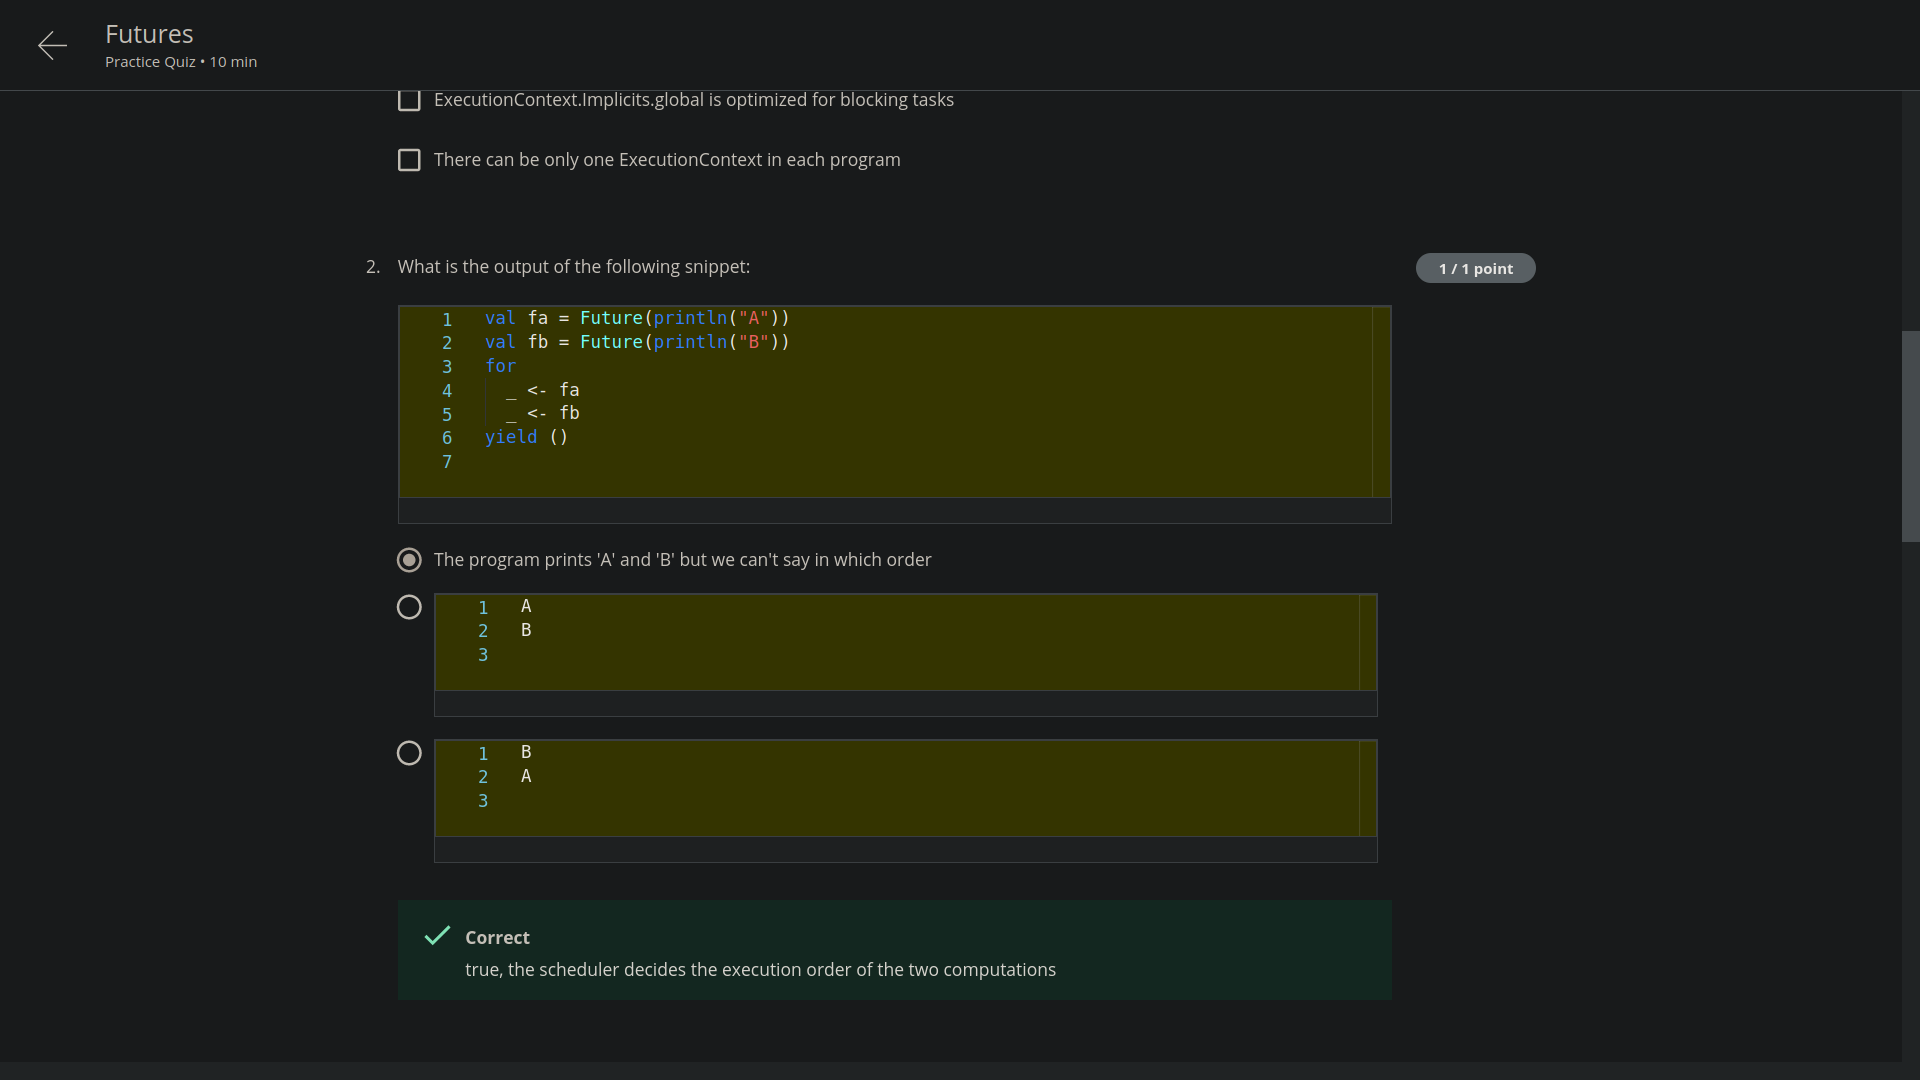 Futures
Practice Quiz • 10 min
ExecutionContext.Implicits.global is optimized for blocking tasks
There can be only one ExecutionContext in each program
2. What is the output of the following snippet:
1 / 1 point
1 val fa = Future(println("A"))
2 val fb = Future(println("B"))
3 for
4 _ <- fa
5 _ <- fb
6 yield ()
7
The program prints 'A' and 'B' but we can't say in which order
1 A
2 B
3
1 B
2 A
3
Correct
true, the scheduler decides the execution order of the two computations